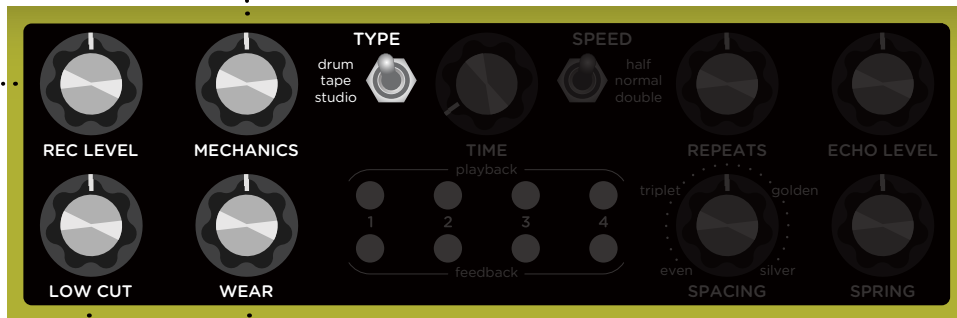 TYPE
SPEED
drum
tape
studio
half
normal
double
REC LEVEL
MECHANICS
TIME
REPEATS
ECHO LEVEL
playback
1 2 3 4
feedback
triplet
golden
even
silver
LOW CUT
WEAR
SPACING
SPRING